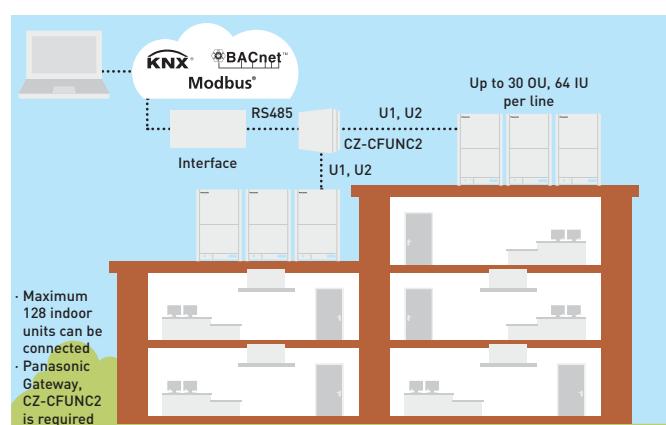 KNX®
BACnet™
Modbus®
Up to 30 OU, 64 IU
per line
RS485
U1, U2
CZ-CFUNC2
Interface
U1, U2
· Maximum
128 indoor
units can be
connected
· Panasonic
Gateway,
CZ-CFUNC2
is required